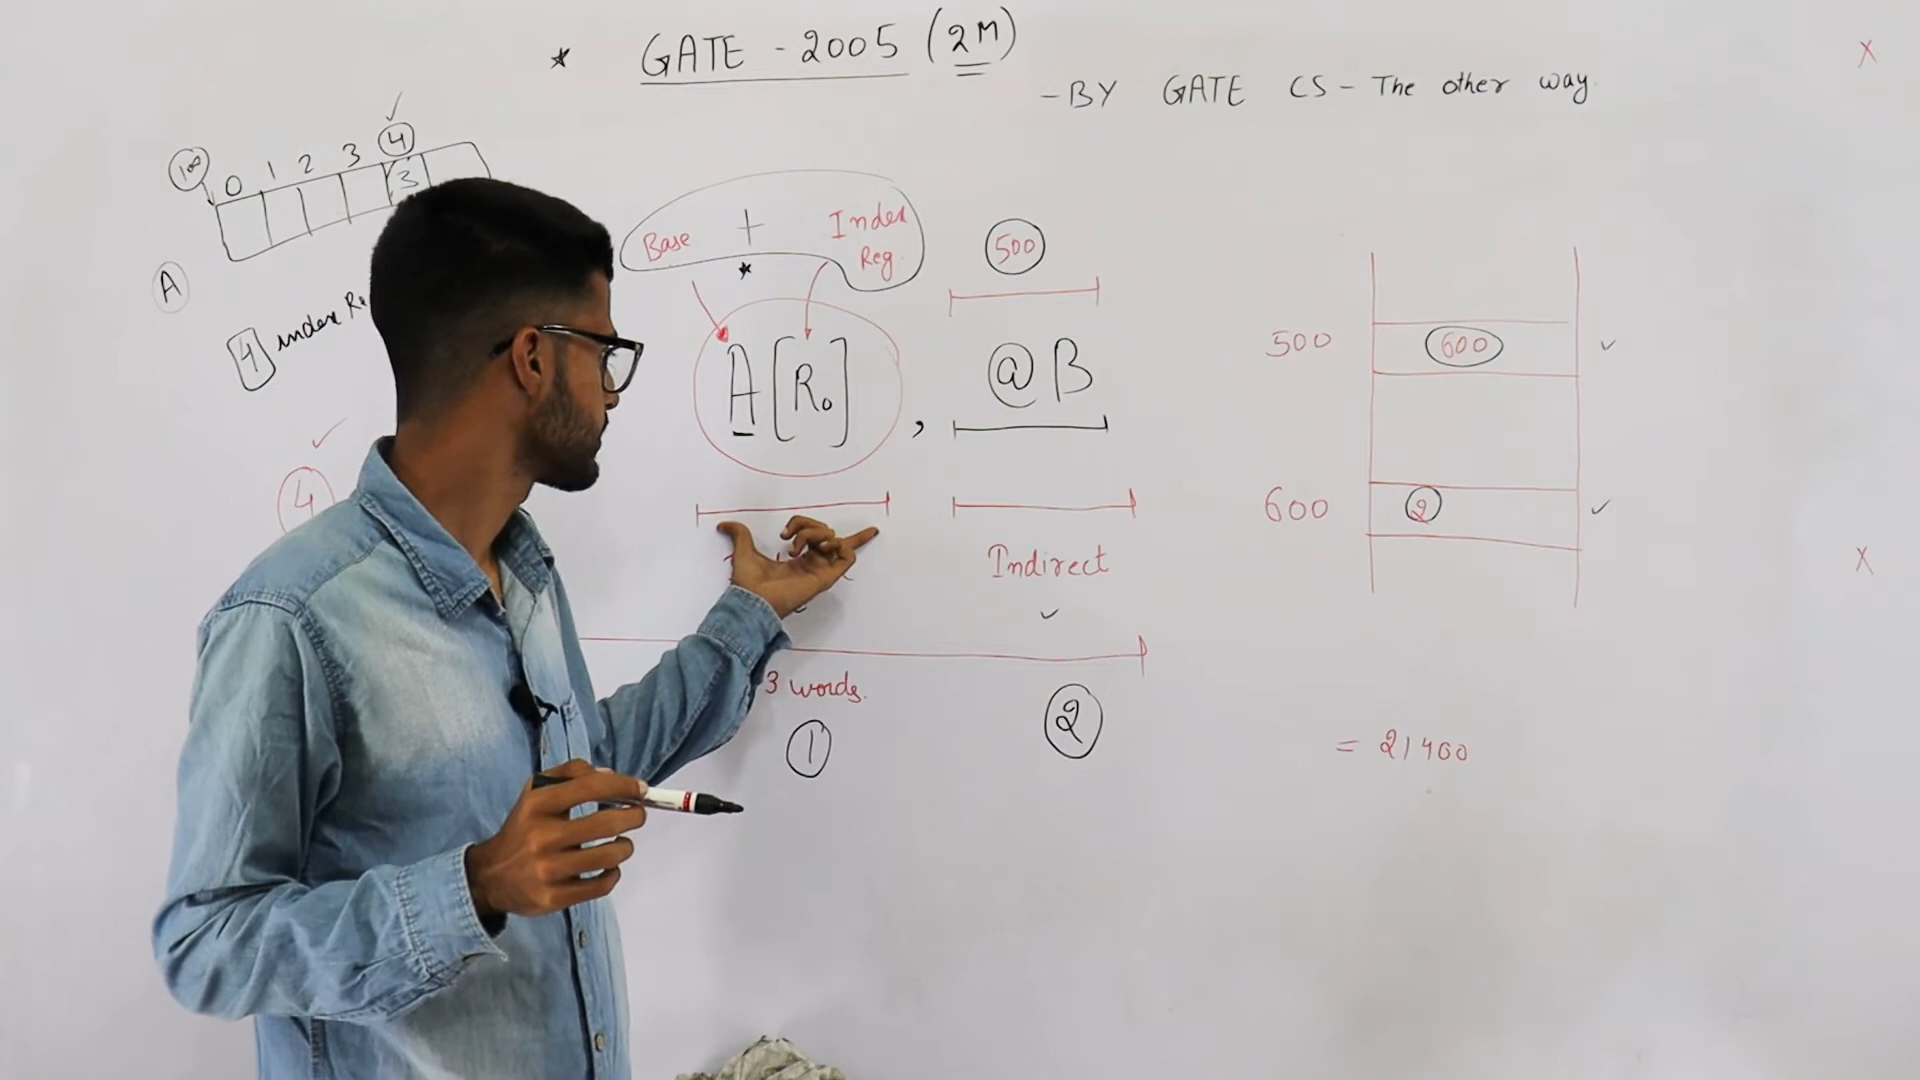 * GATE - 2005 (2M)
- BY GATE CS - The other way.
X
100 0 1 2 3 4
3
A
4 index Re
4
Base + Index
Reg.
*
500
A[R₀] , @B
Indirect
3 words.
1 2
500 600
600 2
X
= 21400